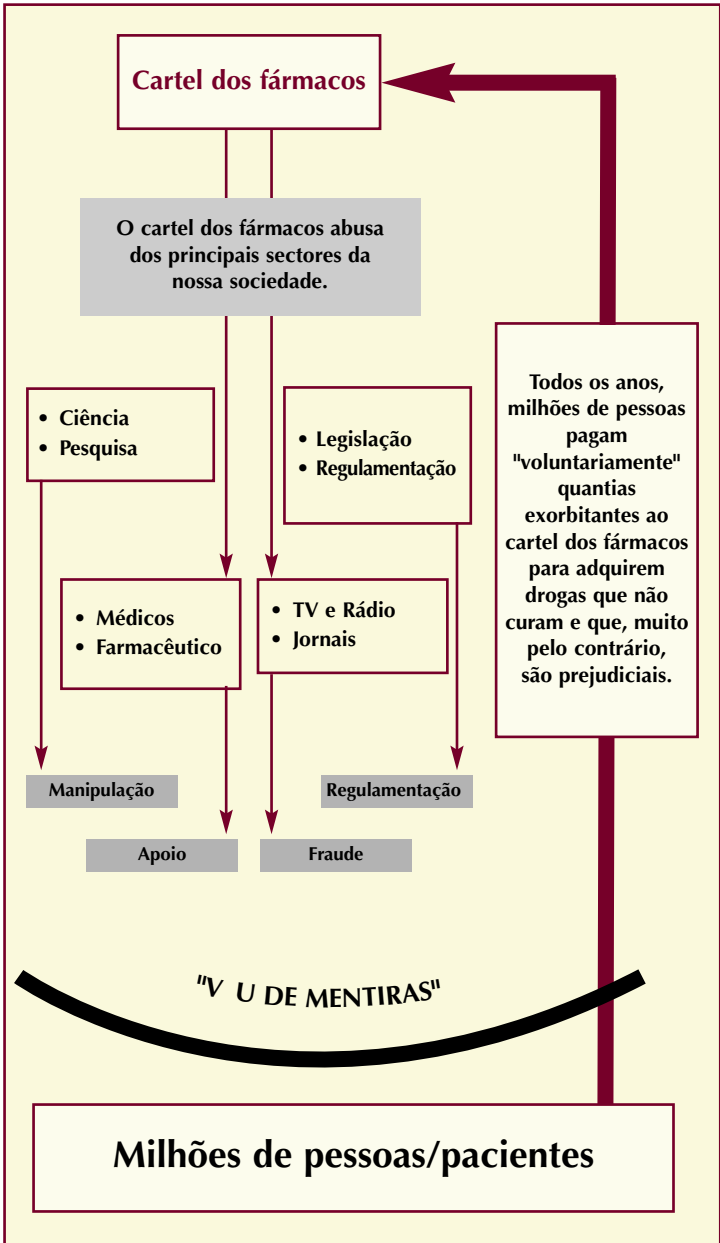 Cartel dos fármacos
O cartel dos fármacos abusa
dos principais sectores da
nossa sociedade.
• Ciência
• Pesquisa
• Legislação
• Regulamentação
Todos os anos,
milhões de pessoas
pagam
"voluntariamente"
quantias
exorbitantes ao
cartel dos fármacos
para adquirem
drogas que não
curam e que, muito
pelo contrário,
são prejudiciais.
• Médicos
• Farmacêutico
• TV e Rádio
• Jornais
Manipulação
Regulamentação
Apoio
Fraude
"V U DE MENTIRAS"
Milhões de pessoas/pacientes